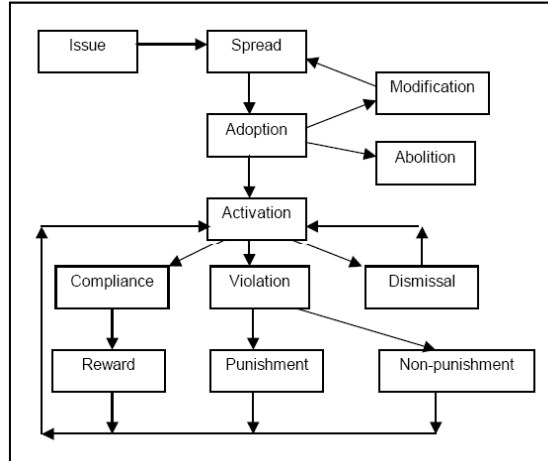 Issue
Spread
Modification
Adoption
Abolition
Activation
Compliance
Violation
Dismissal
Reward
Punishment
Non-punishment